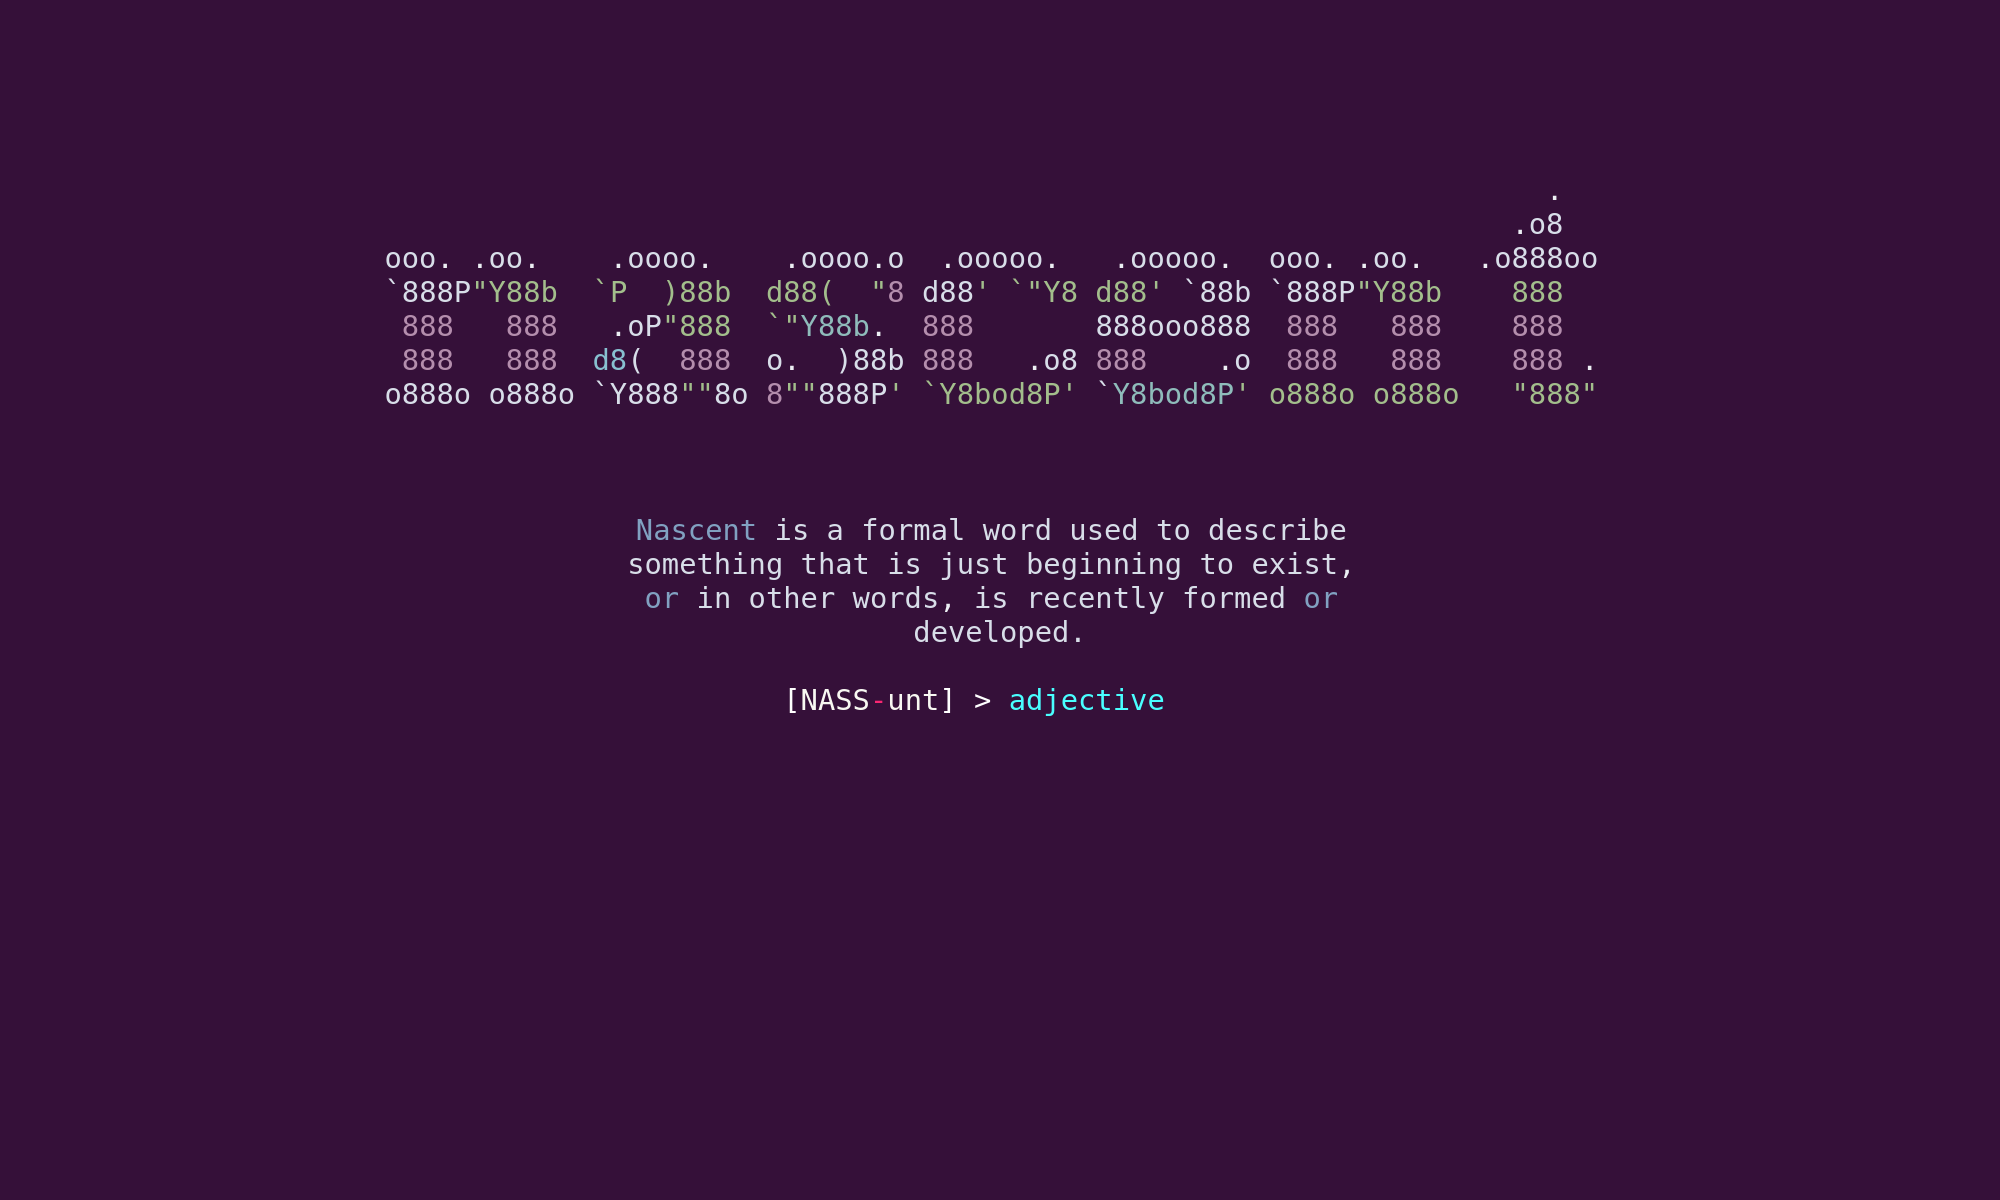 .
                                                                 .o8
ooo. .oo.    .oooo.    .oooo.o  .ooooo.   .ooooo.  ooo. .oo.   .o888oo
`888P"Y88b  `P  )88b  d88(  "8 d88' `"Y8 d88' `88b `888P"Y88b    888
 888   888   .oP"888  `"Y88b.  888       888ooo888  888   888    888
 888   888  d8(  888  o.  )88b 888   .o8 888    .o  888   888    888 .
o888o o888o `Y888""8o 8""888P' `Y8bod8P' `Y8bod8P' o888o o888o   "888"
Nascent is a formal word used to describe
something that is just beginning to exist,
or in other words, is recently formed or
developed.
[NASS-unt] > adjective